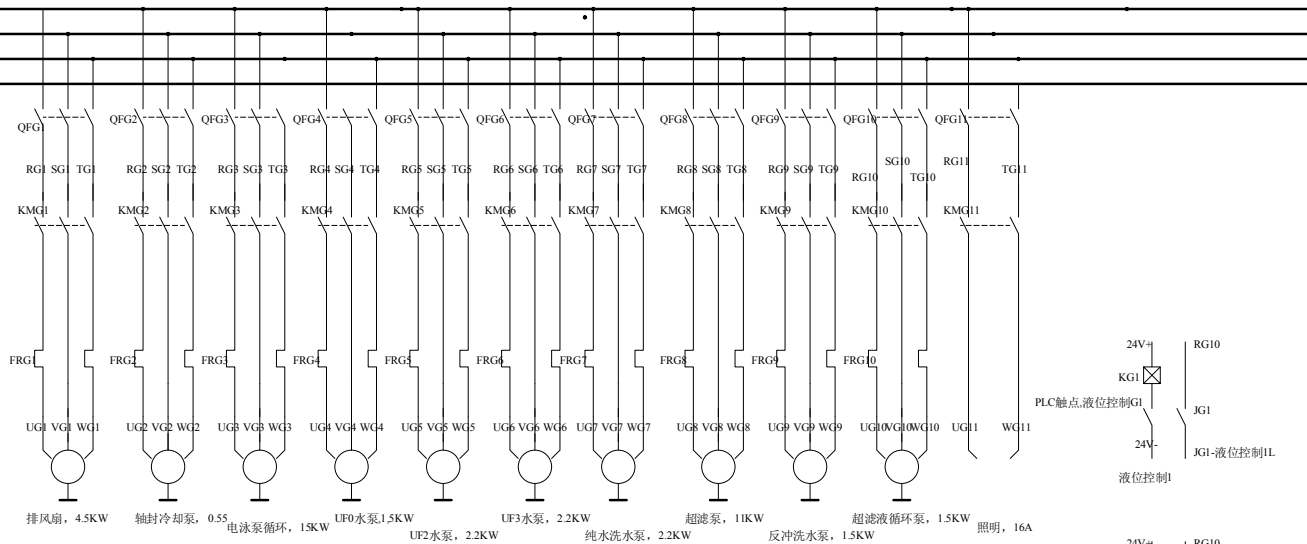 QFG1 QFG2 QFG3 QFG4 QFG5 QFG6 QFG7 QFG8 QFG9 QFG10 QFG11
RG1 SG1 TG1 RG2 SG2 TG2 RG3 SG3 TG3 RG4 SG4 TG4 RG5 SG5 TG5 RG6 SG6 TG6 RG7 SG7 TG7 RG8 SG8 TG8 RG9 SG9 TG9 RG10 SG10 TG10 RG11 TG11
KMG1 KMG2 KMG3 KMG4 KMG5 KMG6 KMG7 KMG8 KMG9 KMG10 KMG11
FRG1 FRG2 FRG3 FRG4 FRG5 FRG6 FRG7 FRG8 FRG9 FRG10
UG1 VG1 WG1 UG2 VG2 WG2 UG3 VG3 WG3 UG4 VG4 WG4 UG5 VG5 WG5 UG6 VG6 WG6 UG7 VG7 WG7 UG8 VG8 WG8 UG9 VG9 WG9 UG10 VG10 WG10 UG11 WG11
排风扇，4.5KW
轴封冷却泵，0.55
电泳泵循环，15KW
UF0水泵,1,5KW
UF2水泵，2.2KW
UF3水泵，2.2KW
纯水洗水泵，2.2KW
超滤泵，11KW
反冲洗水泵，1.5KW
超滤液循环泵，1.5KW
照明，16A
24V+ RG10
KG1
PLC触点,液位控制G1
JG1
24V-
JG1-液位控制1L
液位控制1
24V+ RG10